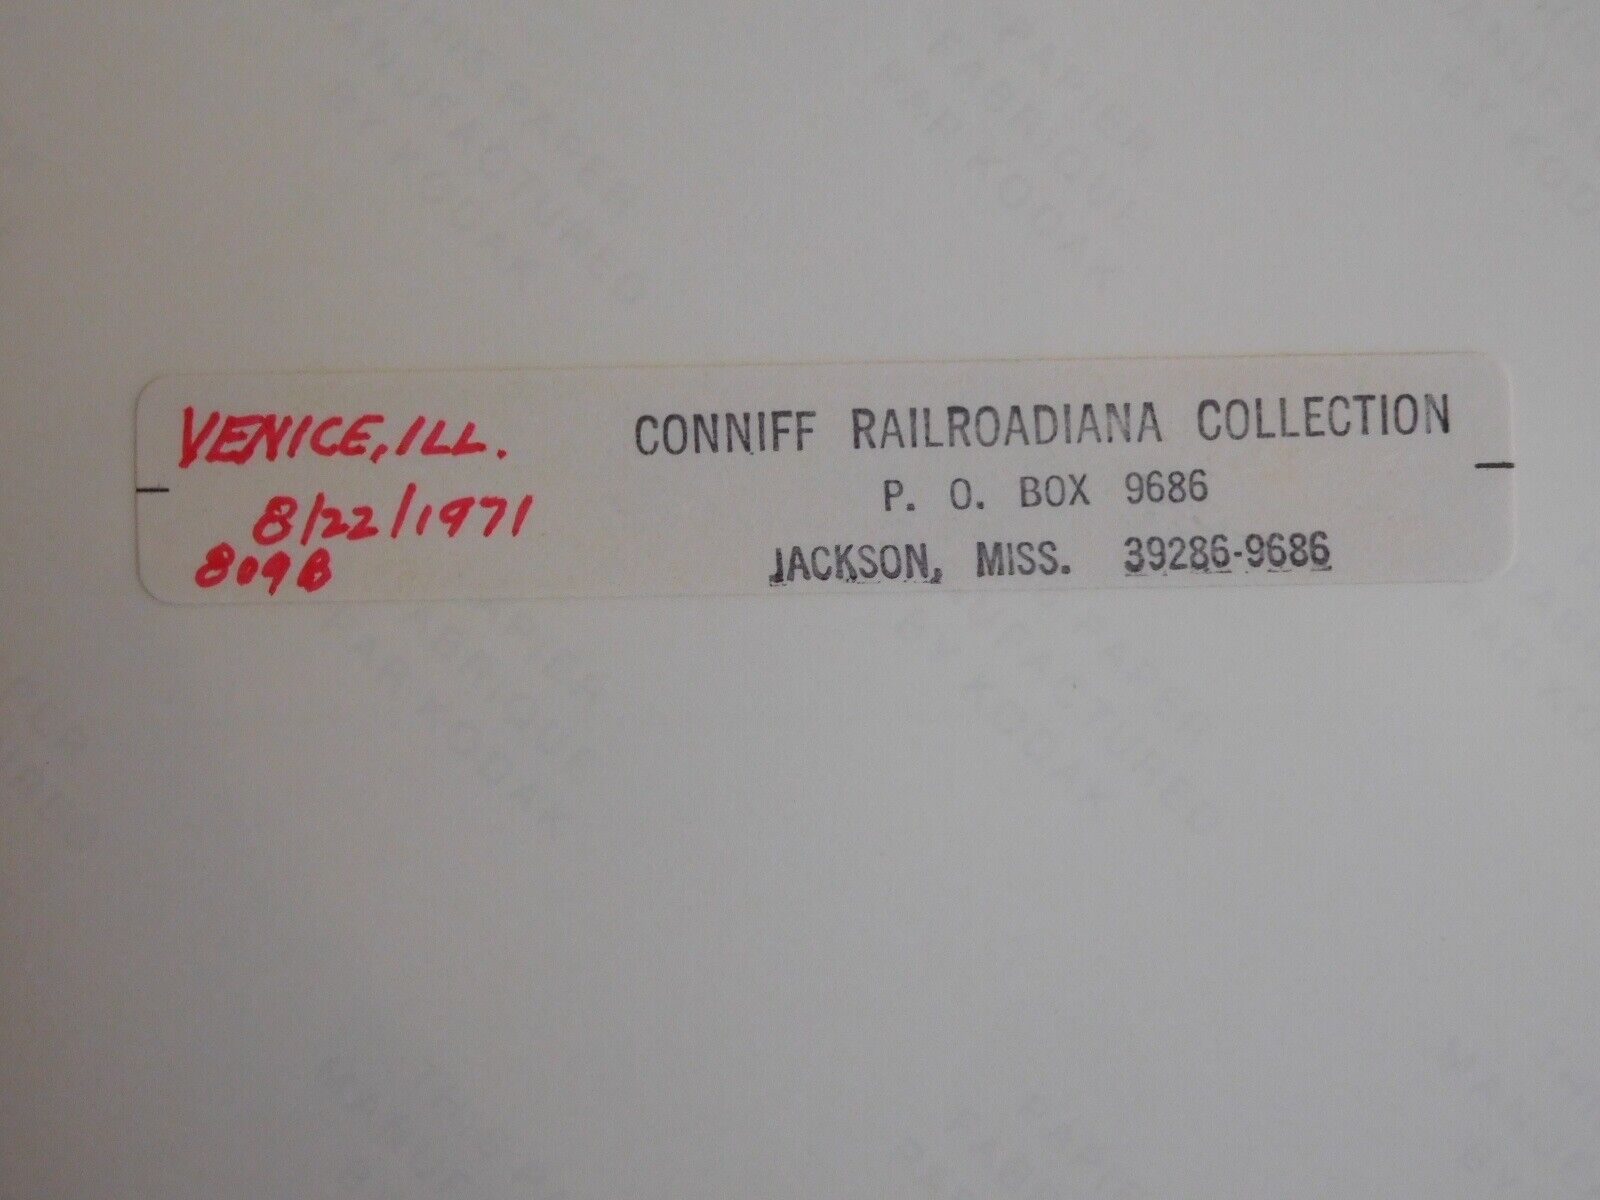 VENICE, ILL.
8/22/1971
809B
CONNIFF RAILROADIANA COLLECTION
P. O. BOX 9686
JACKSON, MISS. 39286-9686